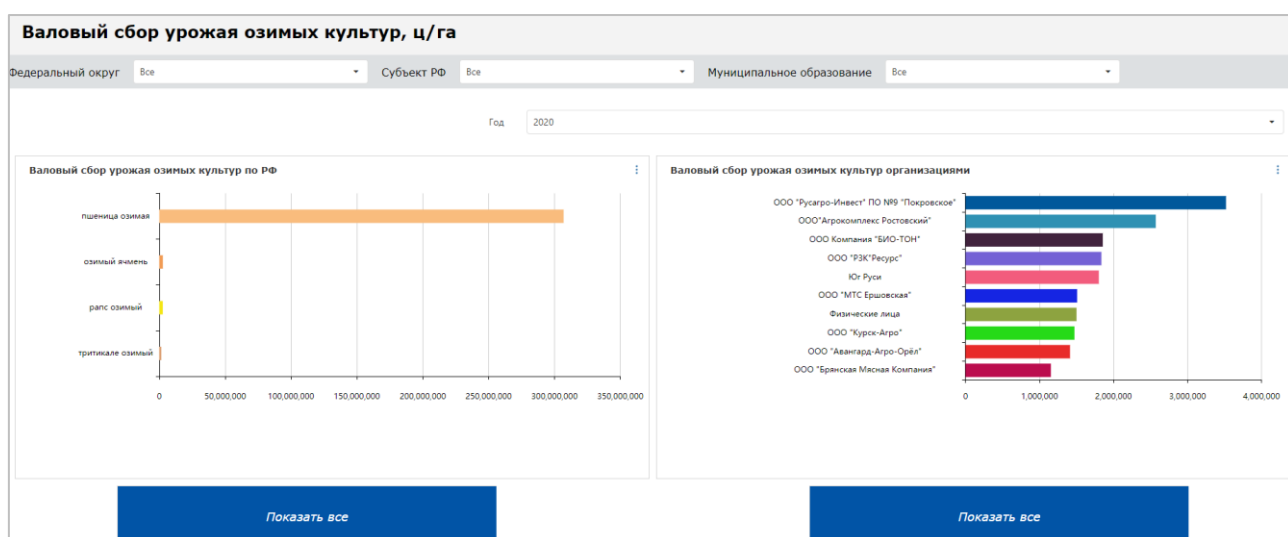 Валовый сбор урожая озимых культур, ц/га
Федеральный округ Все Субъект РФ Все Муниципальное образование Все
Год 2020
Валовый сбор урожая озимых культур по РФ
пшеница озимая
озимый ячмень
рапс озимый
тритикале озимый
0 50,000,000 100,000,000 150,000,000 200,000,000 250,000,000 300,000,000 350,000,000
Валовый сбор урожая озимых культур организациями
ООО "Русагро-Инвест" ПО №9 "Покровское"
ООО"Агрокомплекс Ростовский"
ООО Компания "БИО-ТОН"
ООО "РЗК"Ресурс"
Юг Руси
ООО "МТС Ершовская"
Физические лица
ООО "Курск-Агро"
ООО "Авангард-Агро-Орёл"
ООО "Брянская Мясная Компания"
0 1,000,000 2,000,000 3,000,000 4,000,000
Показать все
Показать все